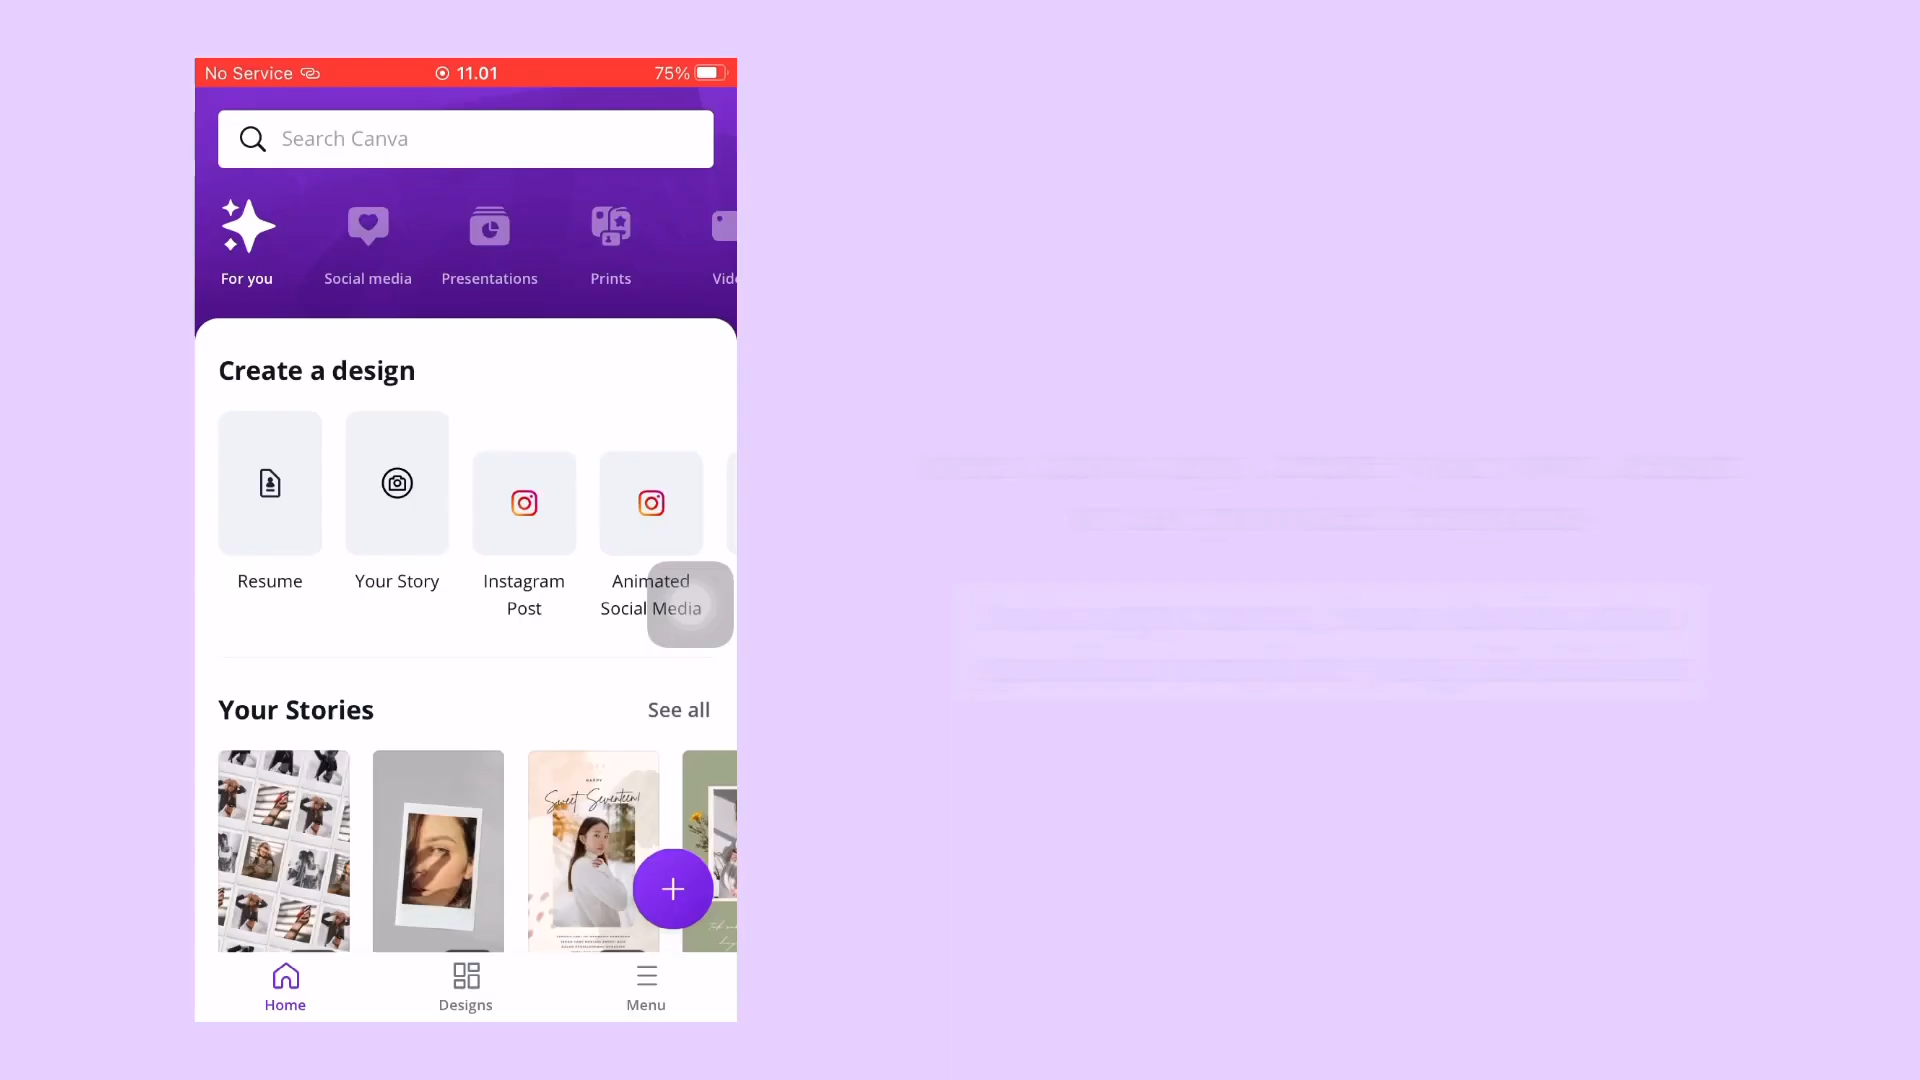 No Service 11.01 75%
Search Canva
For you Social media Presentations Prints
Create a design
Resume Your Story Instagram Post Animated Social Media
Your Stories See all
HAPPY
Sweet Seventeen!
Home Designs Menu